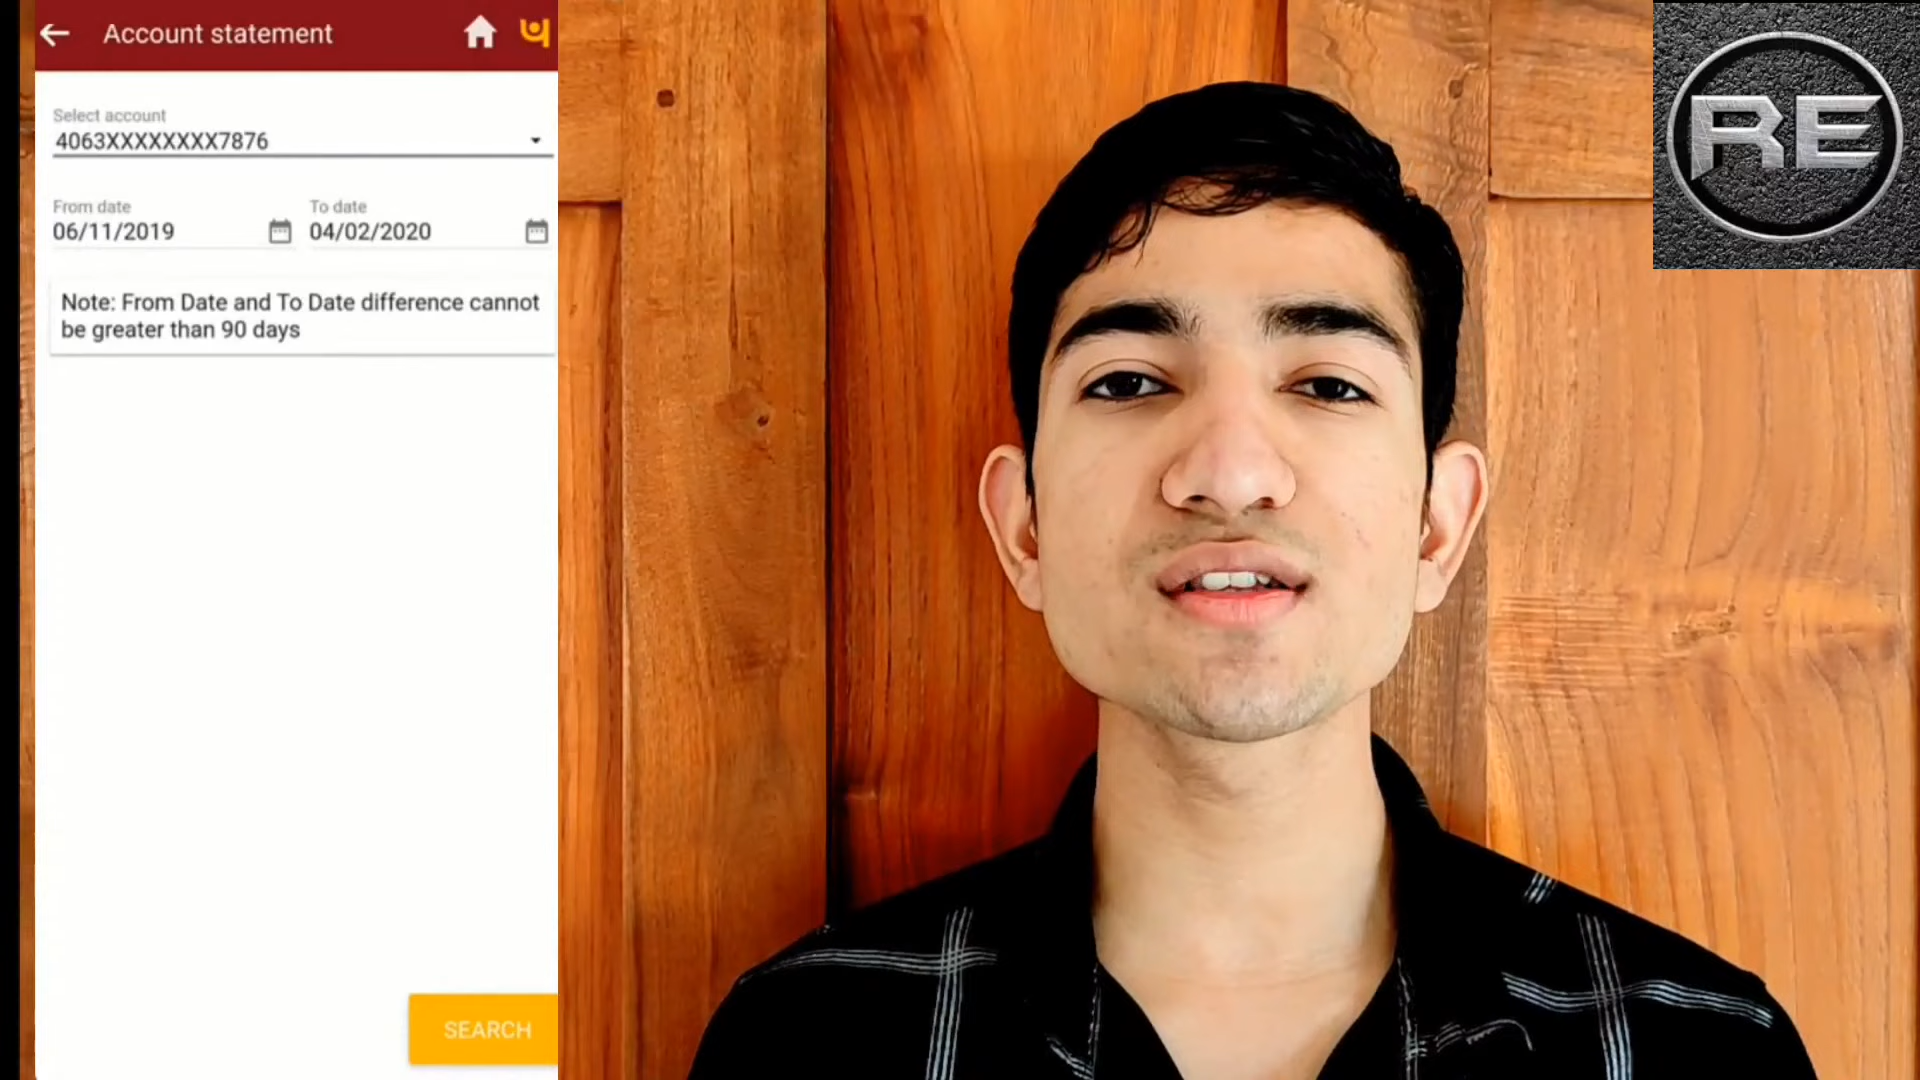 Account statement
Select account
4063XXXXXXXX7876
From date
To date
06/11/2019
04/02/2020
Note: From Date and To Date difference cannot
be greater than 90 days
SEARCH
RE